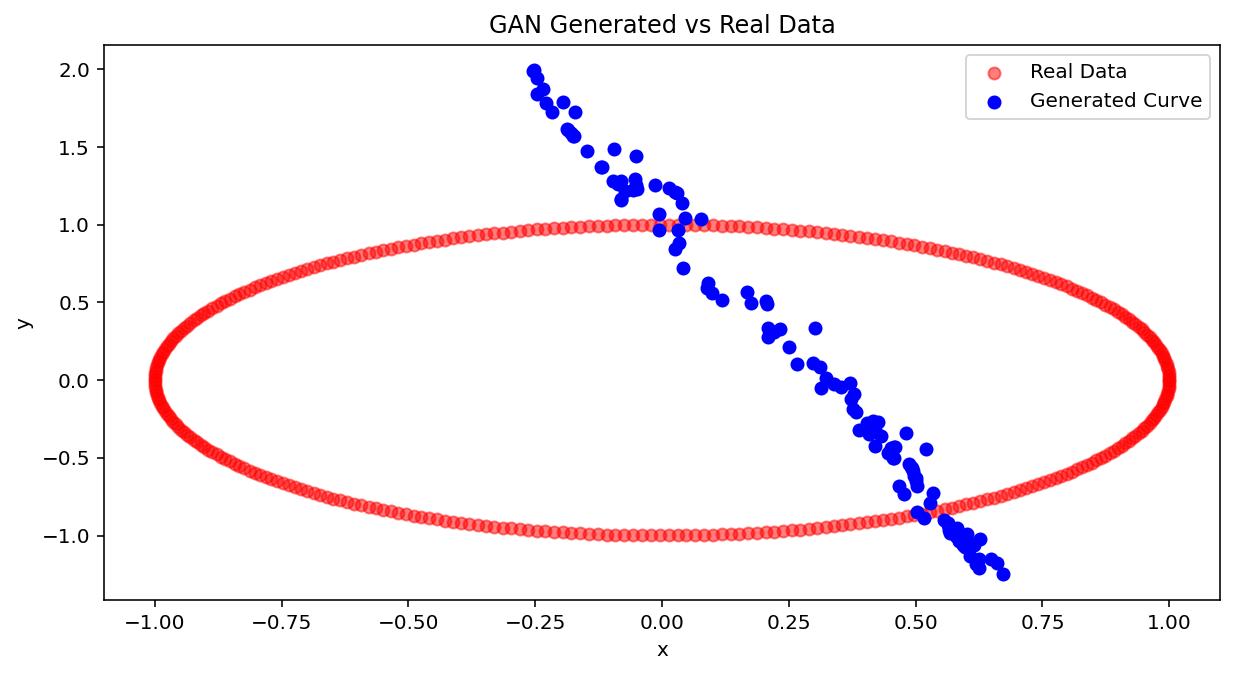 GAN Generated vs Real Data
Real Data
Generated Curve
2.0
1.5
1.0
0.5
0.0
−0.5
−1.0
y
−1.00 −0.75 −0.50 −0.25 0.00 0.25 0.50 0.75 1.00
x